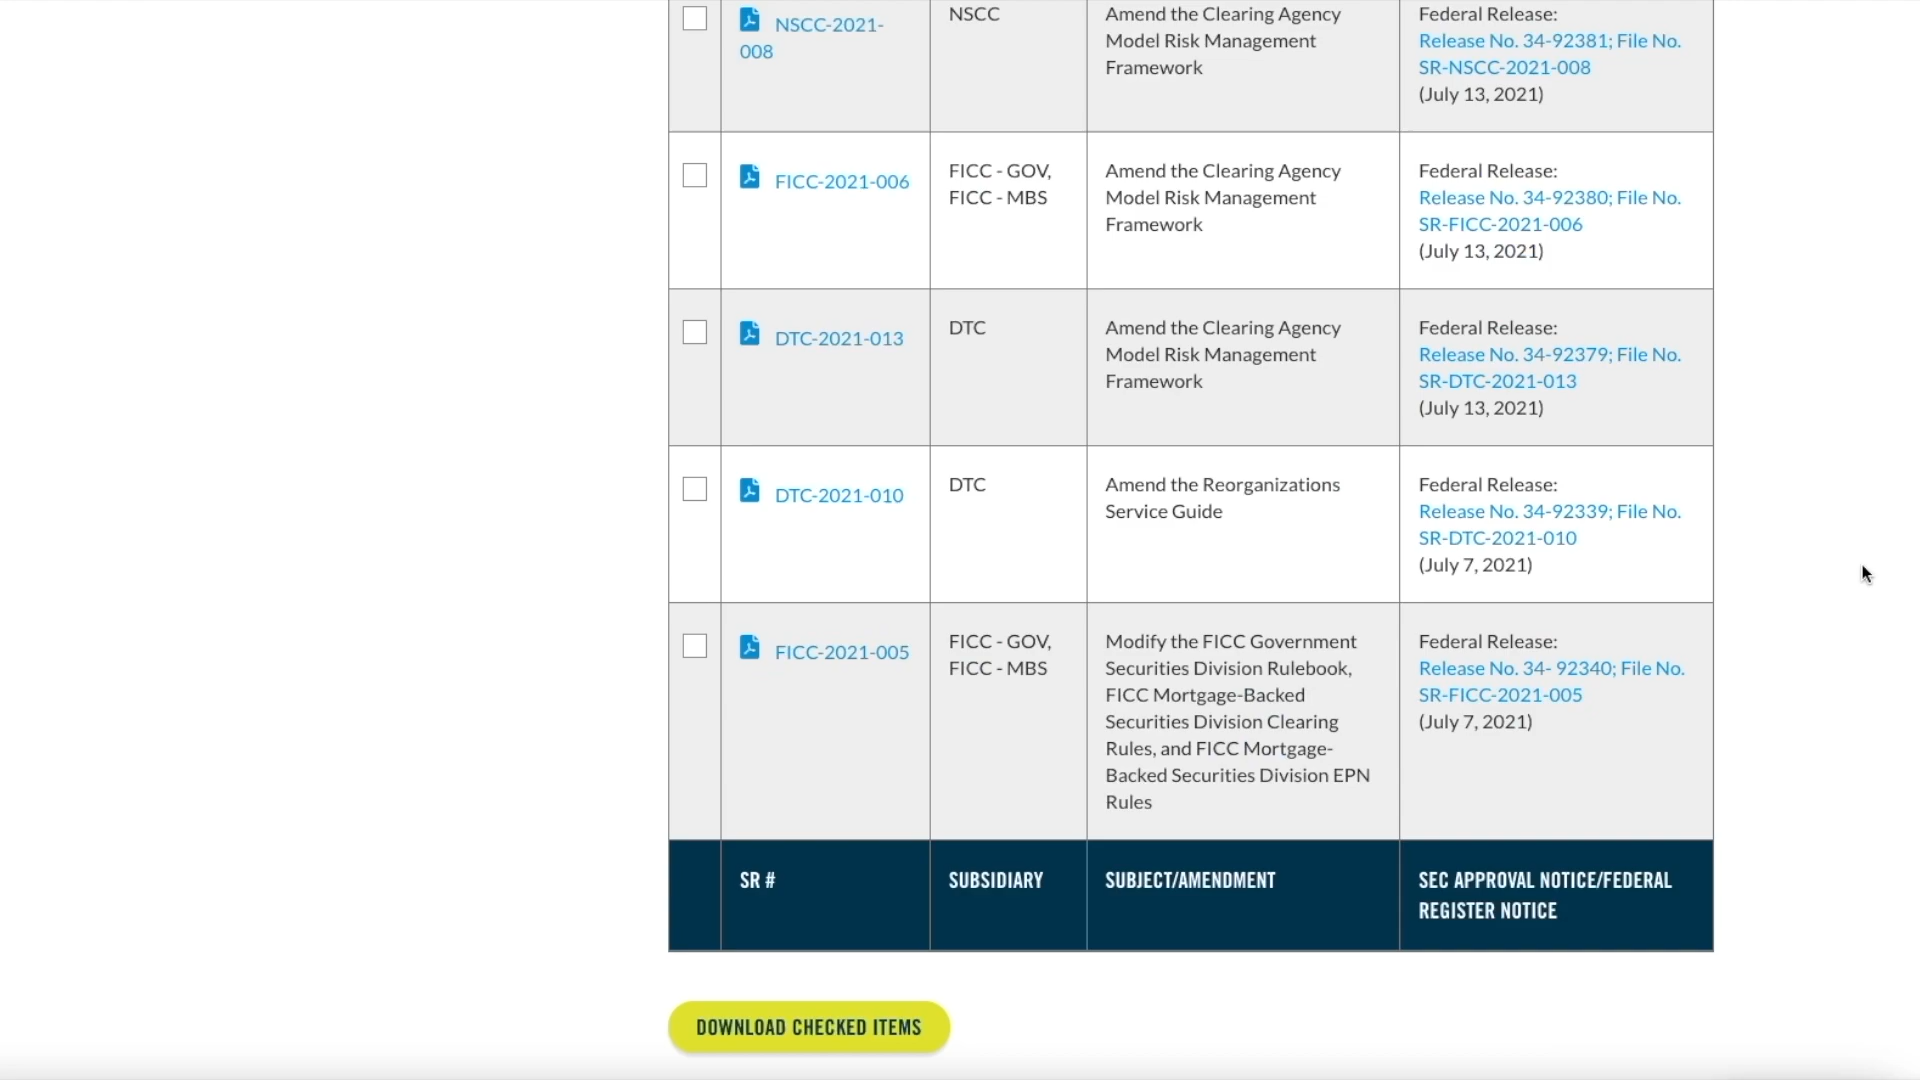 NSCC-2021-
008
NSCC
Amend the Clearing Agency
Model Risk Management
Framework
Federal Release:
Release No. 34-92381; File No.
SR-NSCC-2021-008
(July 13, 2021)
FICC-2021-006
FICC - GOV,
FICC - MBS
Amend the Clearing Agency
Model Risk Management
Framework
Federal Release:
Release No. 34-92380; File No.
SR-FICC-2021-006
(July 13, 2021)
DTC-2021-013
DTC
Amend the Clearing Agency
Model Risk Management
Framework
Federal Release:
Release No. 34-92379; File No.
SR-DTC-2021-013
(July 13, 2021)
DTC-2021-010
DTC
Amend the Reorganizations
Service Guide
Federal Release:
Release No. 34-92339; File No.
SR-DTC-2021-010
(July 7, 2021)
FICC-2021-005
FICC - GOV,
FICC - MBS
Modify the FICC Government
Securities Division Rulebook,
FICC Mortgage-Backed
Securities Division Clearing
Rules, and FICC Mortgage-
Backed Securities Division EPN
Rules
Federal Release:
Release No. 34- 92340; File No.
SR-FICC-2021-005
(July 7, 2021)
SR #
SUBSIDIARY
SUBJECT/AMENDMENT
SEC APPROVAL NOTICE/FEDERAL
REGISTER NOTICE
DOWNLOAD CHECKED ITEMS